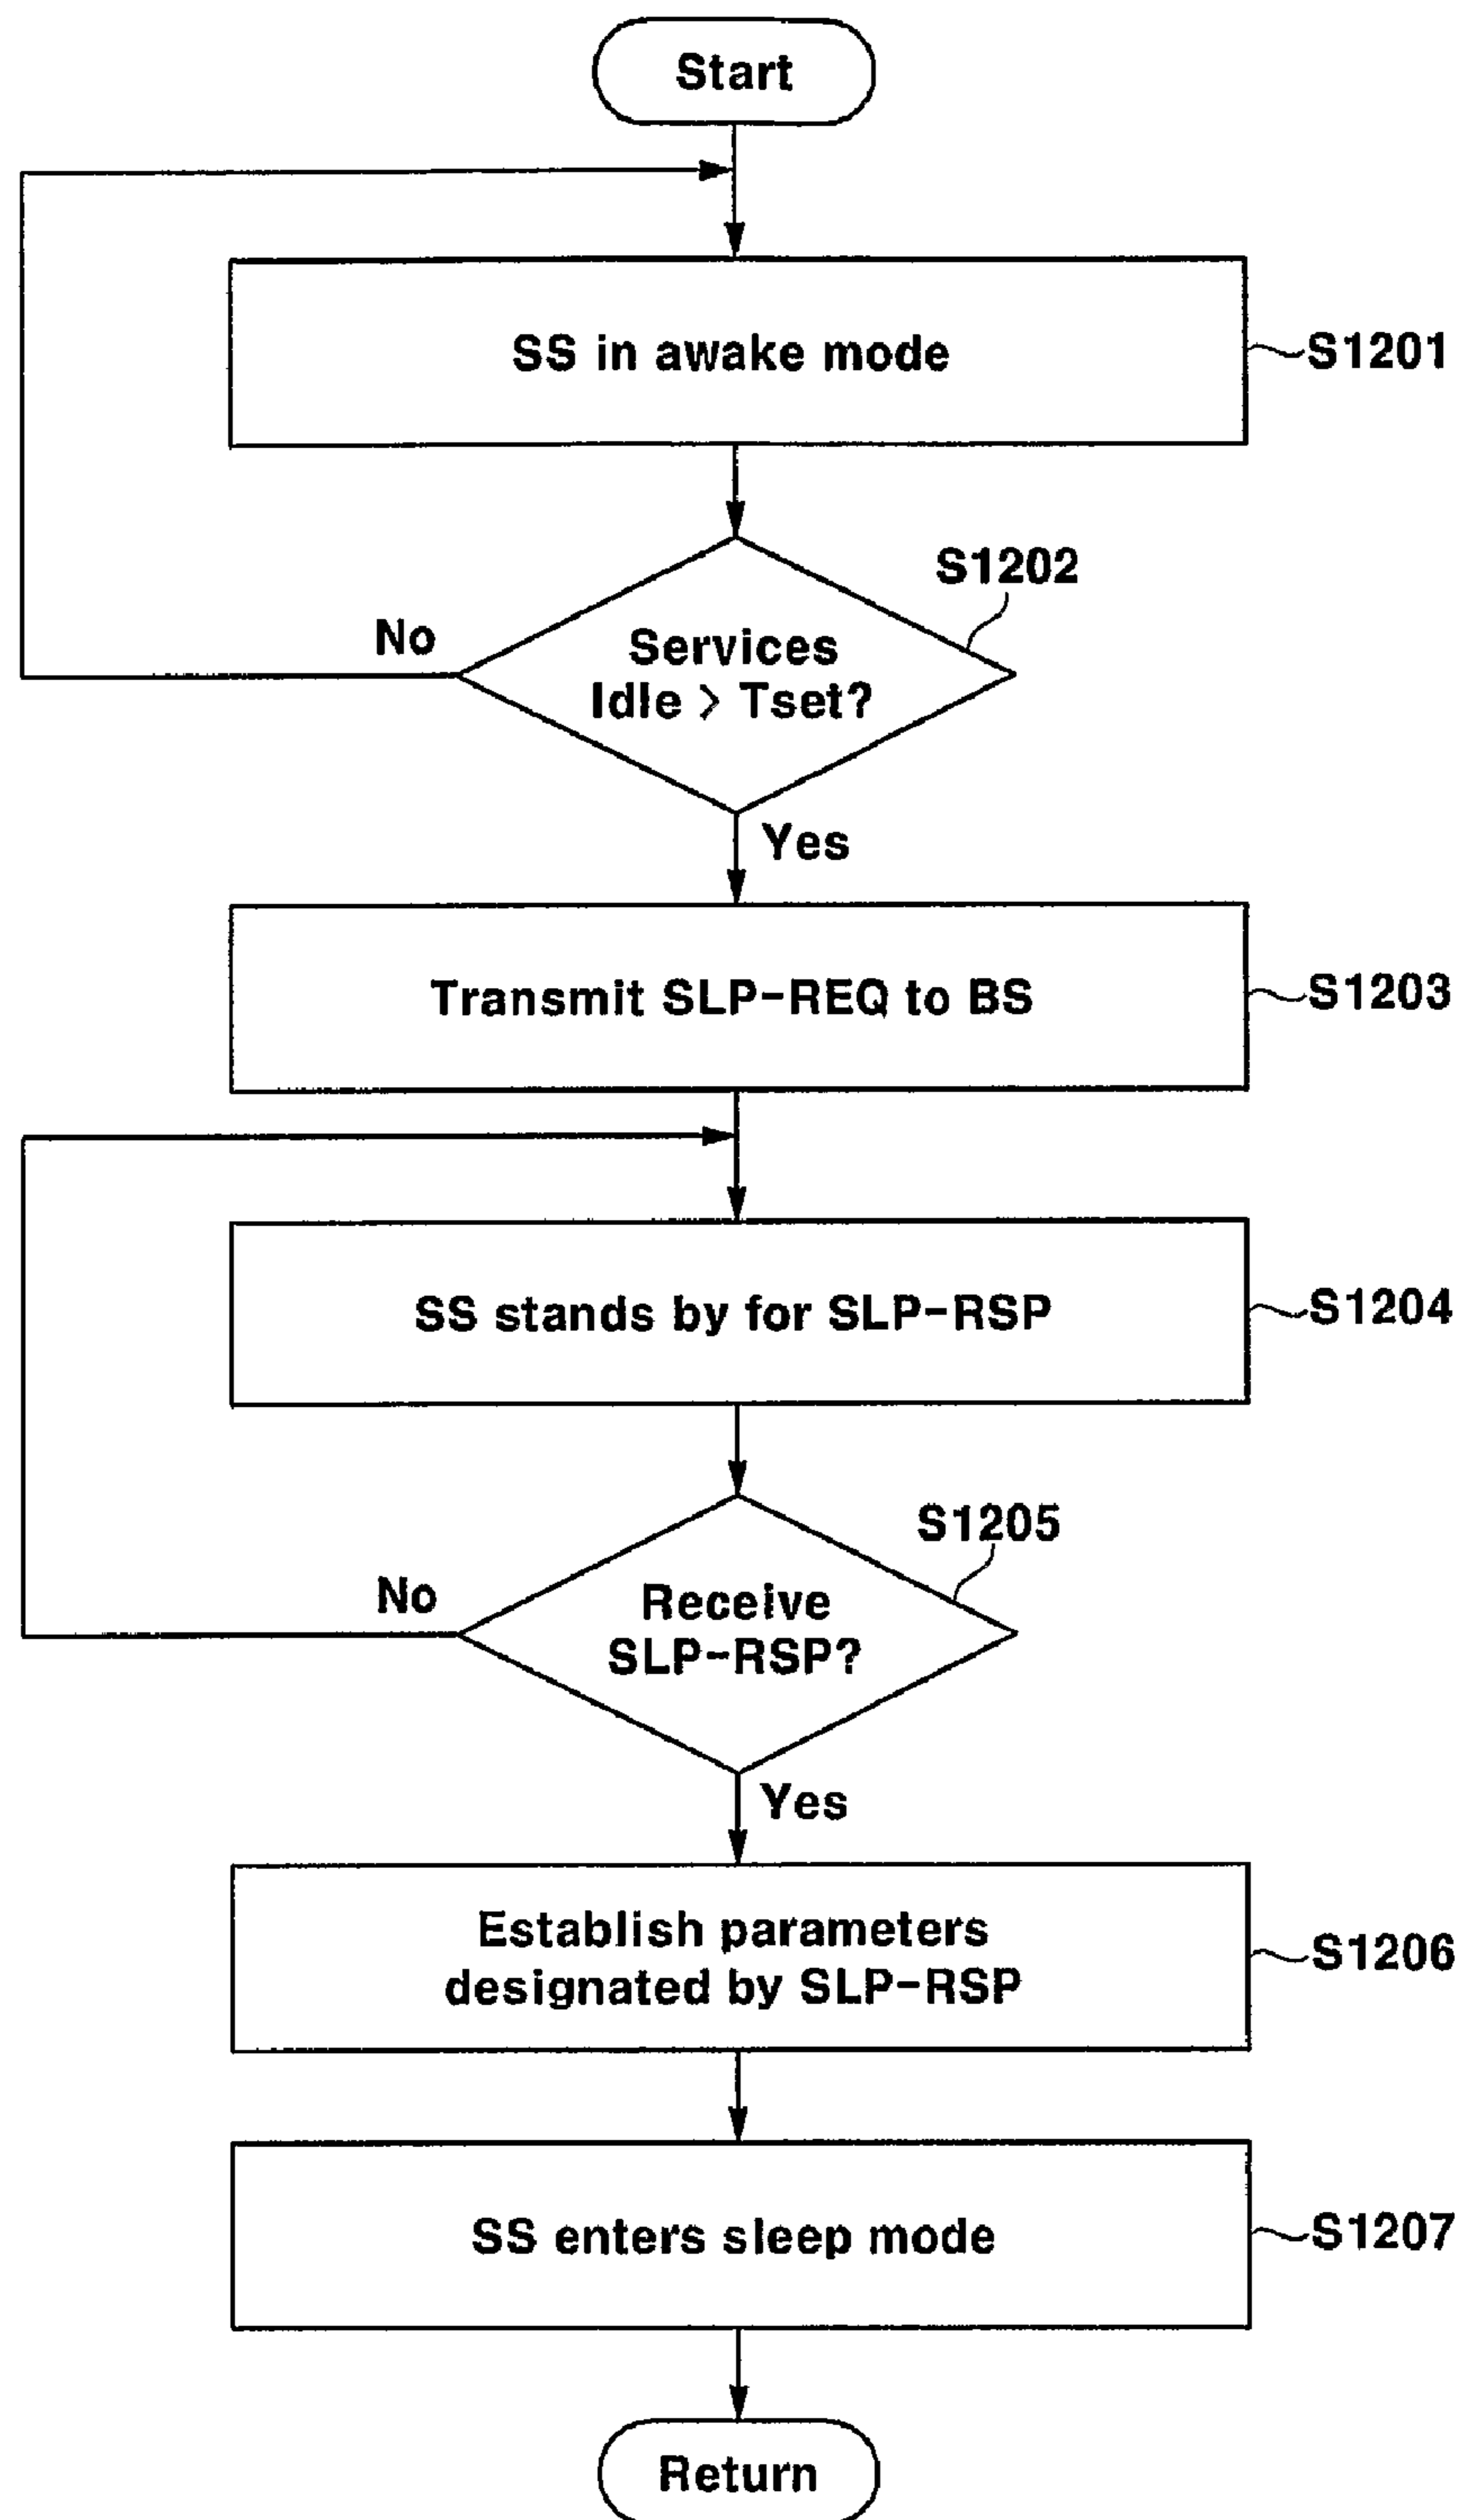 Start
SS in awake mode
S1201
S1202
No
Services
Idle > Tset?
Yes
Transmit SLP-REQ to BS
S1203
SS stands by for SLP-RSP
S1204
S1205
No
Receive
SLP-RSP?
Yes
Establish parameters
designated by SLP-RSP
S1206
SS enters sleep mode
S1207
Return